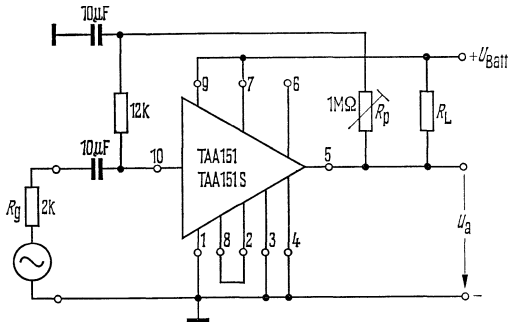 10µF
9
7
6
+U_Batt
12k
1MΩ
R_p
R_L
10µF
10
TAA151
TAA151S
5
R_g
2k
1
8
2
3
4
u_a
−